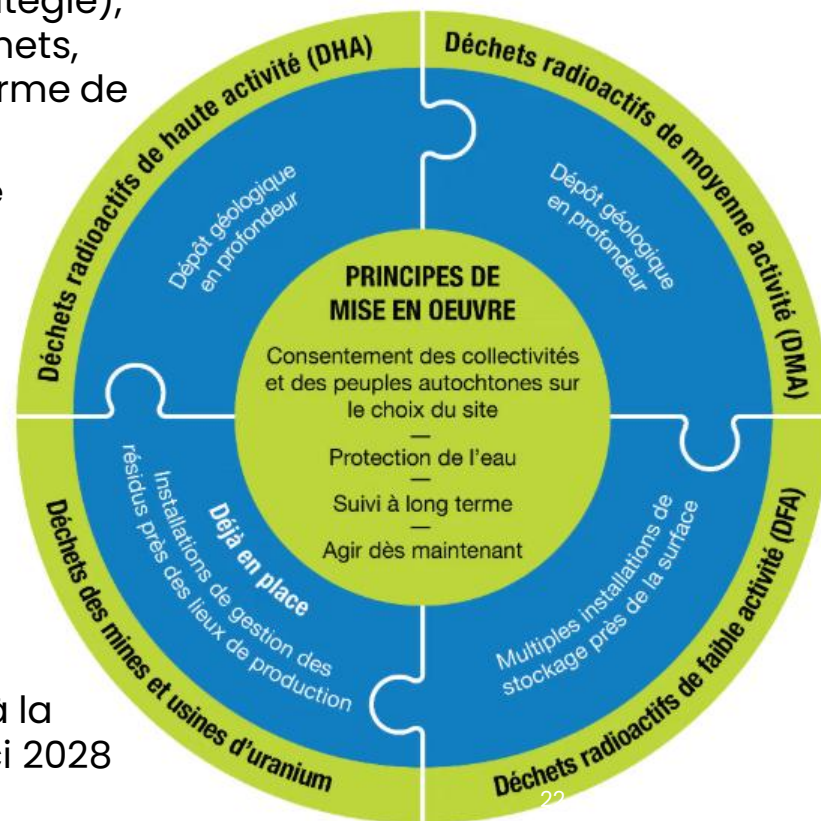 hets,
rme de
à la
ci 2028
Déchets radioactifs de haute activité (DHA)
Déchets radioactifs de moyenne activité (DMA)
Dépôt géologique
en profondeur
Dépôt géologique
en profondeur
PRINCIPES DE
MISE EN OEUVRE
Consentement des collectivités
et des peuples autochtones sur
le choix du site
Protection de l'eau
Suivi à long terme
Agir dès maintenant
Déjà en place
Installations de gestion des
résidus près des lieux de production
Multiples installations de
stockage près de la surface
Déchets des mines et usines d'uranium
Déchets radioactifs de faible activité (DFA)